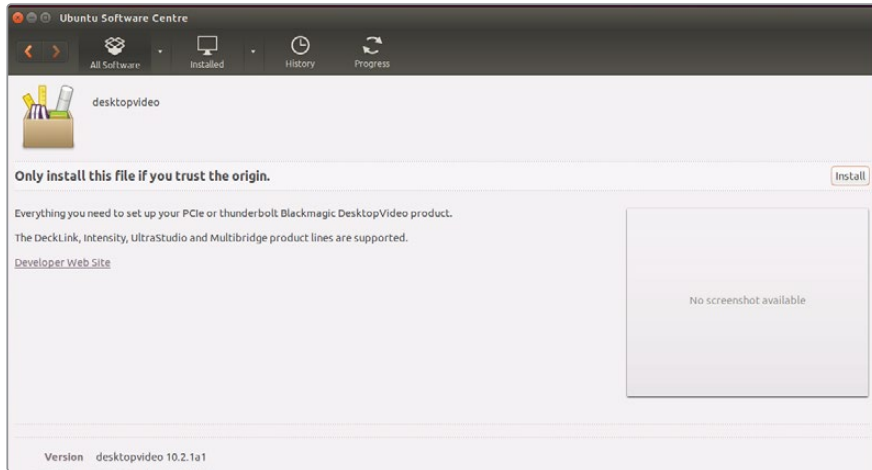 Ubuntu Software Centre
All Software
Installed
History
Progress
desktopvideo
Only install this file if you trust the origin.
Install
Everything you need to set up your PCIe or thunderbolt Blackmagic DesktopVideo product.
The DeckLink, Intensity, UltraStudio and Multibridge product lines are supported.
Developer Web Site
No screenshot available
Version desktopvideo 10.2.1a1